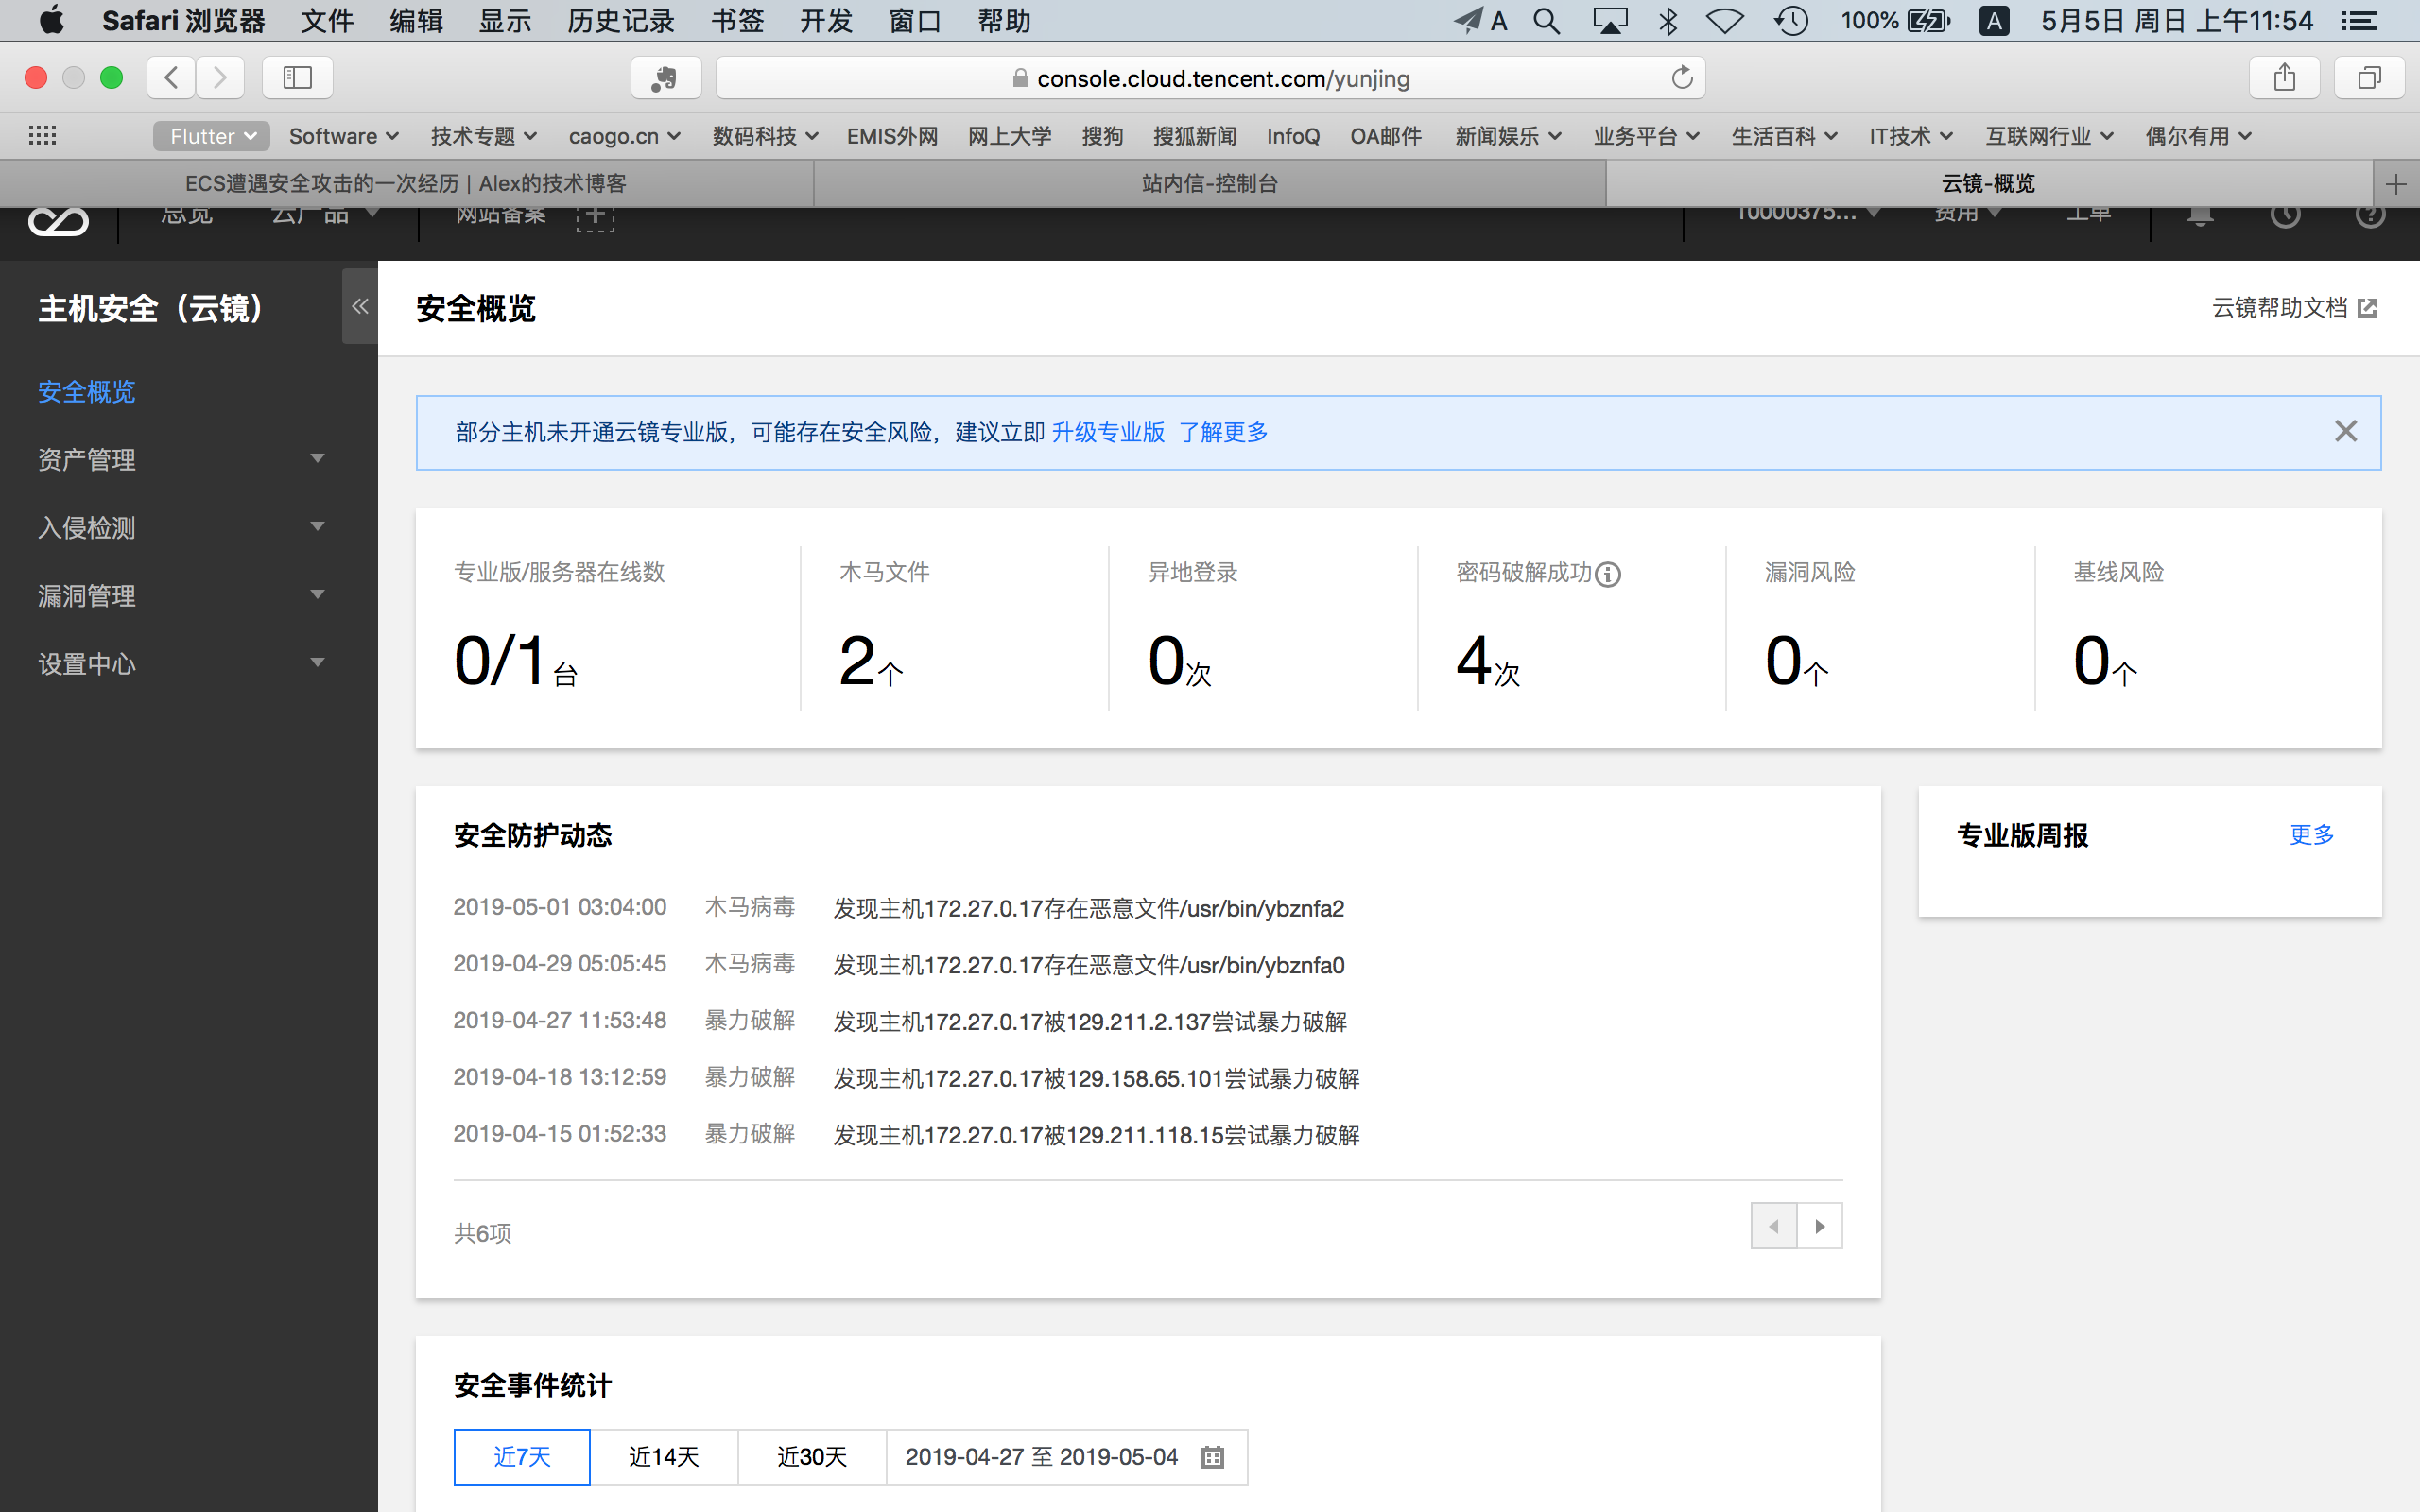 Safari 浏览器 文件 编辑 显示 历史记录 书签 开发 窗口 帮助 A 100% A 5月5日 周日 上午11:54
console.cloud.tencent.com/yunjing
Flutter Software 技术专题 caogo.cn 数码科技 EMIS外网 网上大学 搜狗 搜狐新闻 InfoQ OA邮件 新闻娱乐 业务平台 生活百科 IT技术 互联网行业 偶尔有用
ECS遭遇安全攻击的一次经历 | Alex的技术博客 站内信-控制台 云镜-概览
总览 云产品 网站备案 10000375... 费用 工单
主机安全（云镜）
安全概览
资产管理
入侵检测
漏洞管理
设置中心
安全概览 云镜帮助文档
部分主机未开通云镜专业版，可能存在安全风险，建议立即 升级专业版 了解更多
专业版/服务器在线数 木马文件 异地登录 密码破解成功 漏洞风险 基线风险
0/1台 2个 0次 4次 0个 0个
安全防护动态
2019-05-01 03:04:00 木马病毒 发现主机172.27.0.17存在恶意文件/usr/bin/ybznfa2
2019-04-29 05:05:45 木马病毒 发现主机172.27.0.17存在恶意文件/usr/bin/ybznfa0
2019-04-27 11:53:48 暴力破解 发现主机172.27.0.17被129.211.2.137尝试暴力破解
2019-04-18 13:12:59 暴力破解 发现主机172.27.0.17被129.158.65.101尝试暴力破解
2019-04-15 01:52:33 暴力破解 发现主机172.27.0.17被129.211.118.15尝试暴力破解
共6项
专业版周报 更多
安全事件统计
近7天 近14天 近30天 2019-04-27 至 2019-05-04